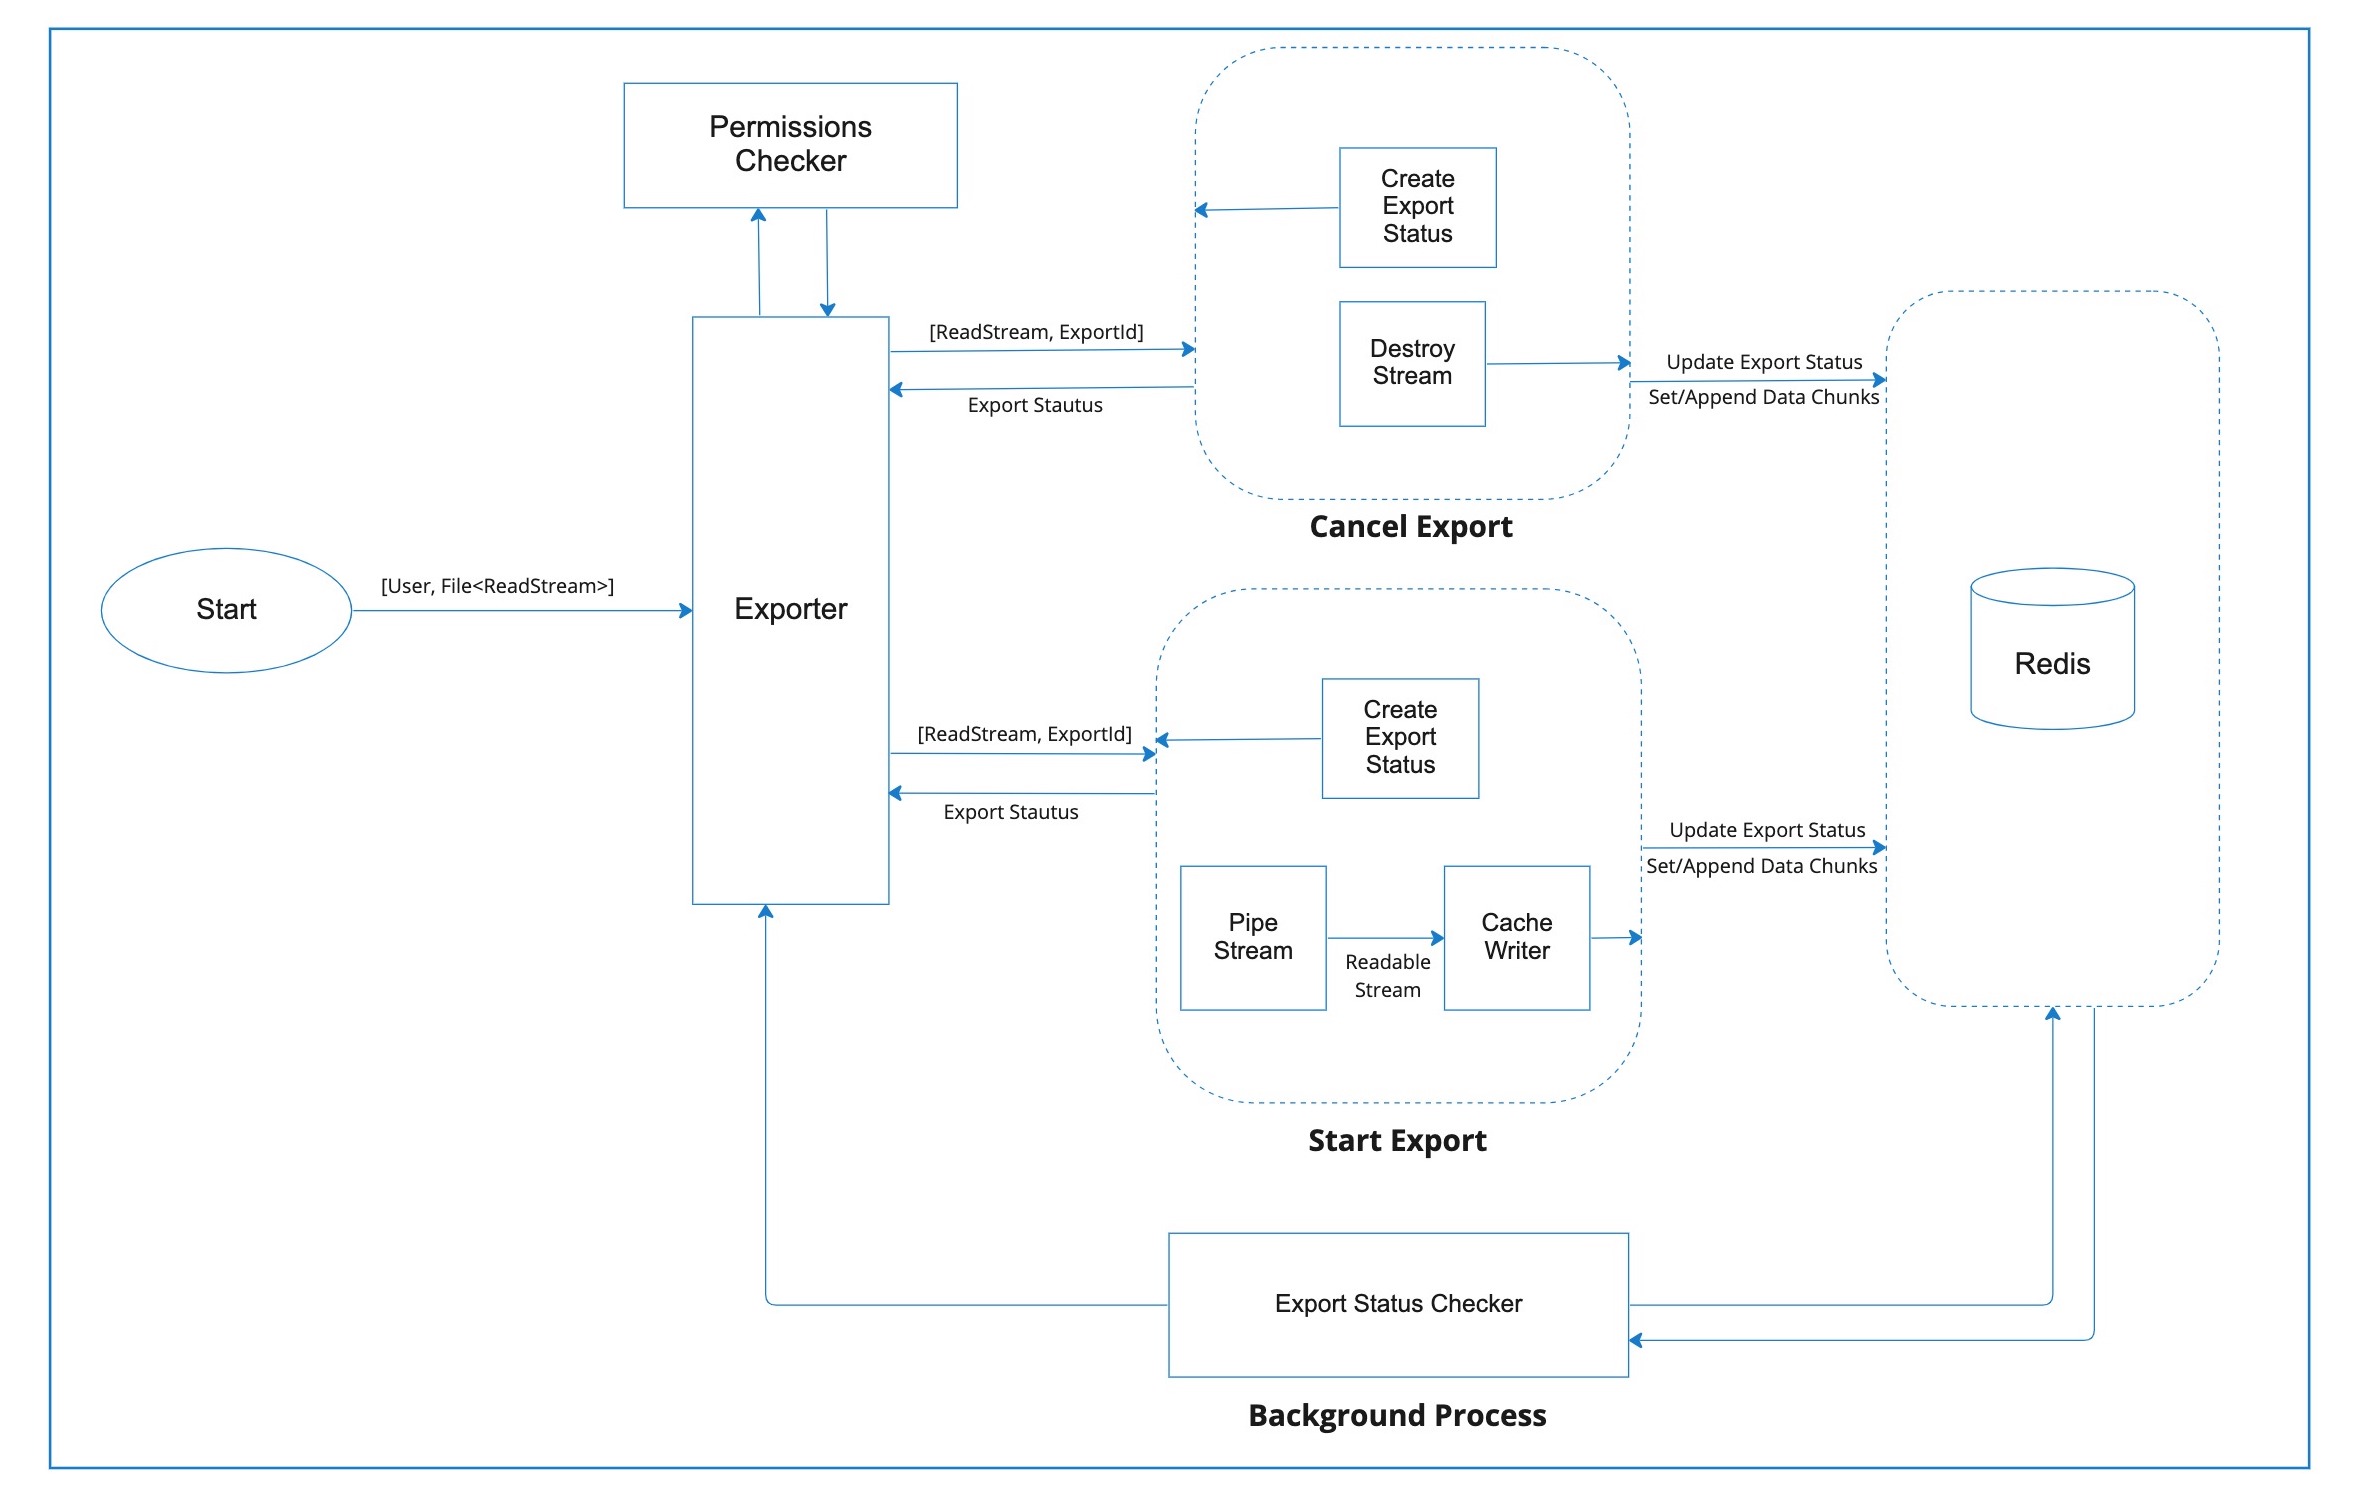 Permissions
Checker
Create
Export
Status
[ReadStream, ExportId]
Destroy
Stream
Update Export Status
Set/Append Data Chunks
Export Stautus
Cancel Export
Start
[User, File<ReadStream>]
Exporter
Redis
Create
Export
Status
[ReadStream, ExportId]
Export Stautus
Update Export Status
Set/Append Data Chunks
Pipe
Stream
Readable
Stream
Cache
Writer
Start Export
Export Status Checker
Background Process